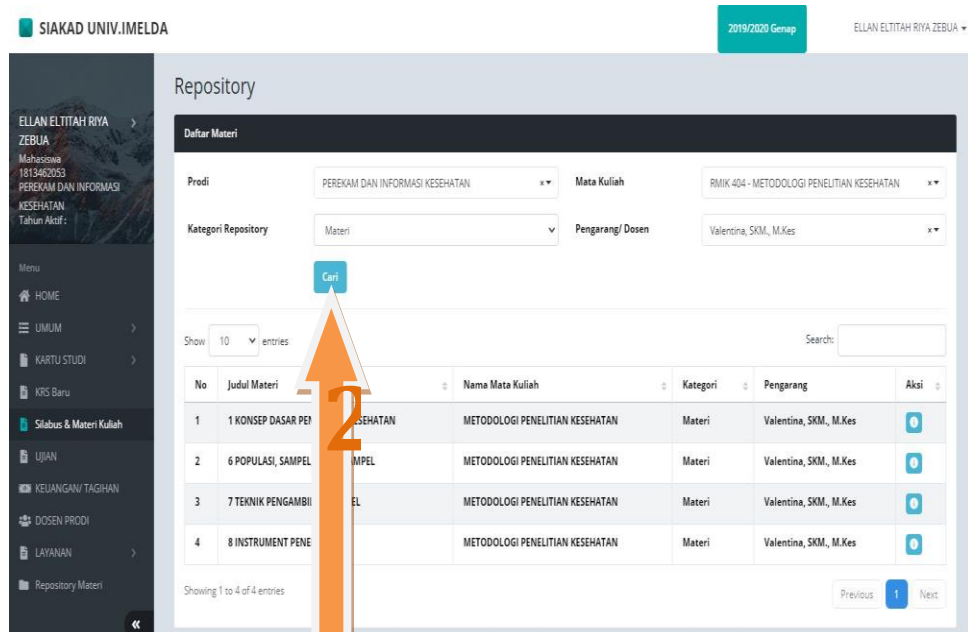 SIAKAD UNIV.IMELDA
2019/2020 Genap
ELLAN ELTITAH RIYA ZEBUA
ELLAN ELTITAH RIYA
ZEBUA
Mahasiswa
1813462053
PEREKAM DAN INFORMASI
KESEHATAN
Tahun Aktif :
Menu
HOME
UMUM
KARTU STUDI
KRS Baru
Silabus & Materi Kuliah
UJIAN
KEUANGAN/ TAGIHAN
DOSEN PRODI
LAYANAN
Repository Materi
Repository
Daftar Materi
Prodi PEREKAM DAN INFORMASI KESEHATAN x Mata Kuliah RMIK 404 - METODOLOGI PENELITIAN KESEHATAN x
Kategori Repository Materi Pengarang/ Dosen Valentina, SKM., M.Kes x
Cari
2
Show 10 entries Search:
No Judul Materi Nama Mata Kuliah Kategori Pengarang Aksi
1 1 KONSEP DASAR METODOLOGI PENELITIAN KESEHATAN Materi Valentina, SKM., M.Kes
2 6 POPULASI, SAMPEL METODOLOGI PENELITIAN KESEHATAN Materi Valentina, SKM., M.Kes
3 7 TEKNIK METODOLOGI PENELITIAN KESEHATAN Materi Valentina, SKM., M.Kes
4 8 INSTRUMENT METODOLOGI PENELITIAN KESEHATAN Materi Valentina, SKM., M.Kes
Showing 1 to 4 of 4 entries Previous 1 Next